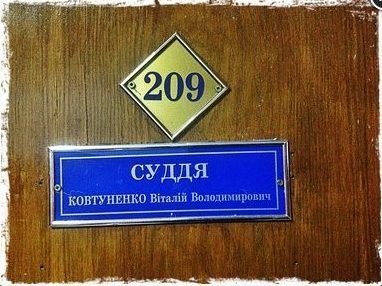 209
СУДДЯ
КОВТУНЕНКО Віталій Володимирович